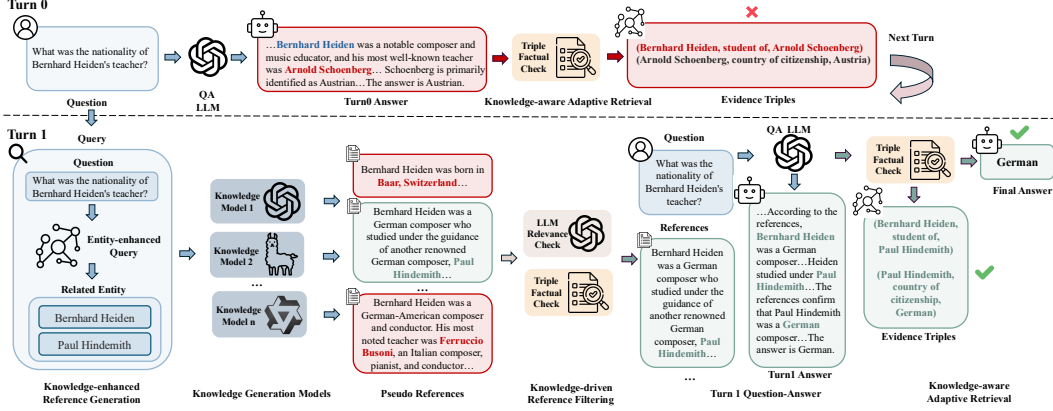 Turn 0
What was the nationality of
Bernhard Heiden's teacher?
Question
QA
LLM
…Bernhard Heiden was a notable composer and
music educator, and his most well-known teacher
was Arnold Schoenberg… Schoenberg is primarily
identified as Austrian…The answer is Austrian.
Turn0 Answer
Triple
Factual
Check
Knowledge-aware Adaptive Retrieval
(Bernhard Heiden, student of, Arnold Schoenberg)
(Arnold Schoenberg, country of citizenship, Austria)
Evidence Triples
Next Turn
Turn 1
Query
Question
What was the nationality of
Bernhard Heiden's teacher?
Entity-enhanced
Query
Related Entity
Bernhard Heiden
Paul Hindemith
Knowledge-enhanced
Reference Generation
Knowledge
Model 1
Knowledge
Model 2
…
Knowledge
Model n
Knowledge Generation Models
Bernhard Heiden was born in
Baar, Switzerland…
Bernhard Heiden was a
German composer who
studied under the guidance
of another renowned
German composer, Paul
Hindemith…
…
Bernhard Heiden was a
German-American composer
and conductor. His most
noted teacher was Ferruccio
Busoni, an Italian composer,
pianist, and conductor…
Pseudo References
LLM
Relevance
Check
Triple
Factual
Check
Knowledge-driven
Reference Filtering
Question
What was the
nationality of
Bernhard Heiden's
teacher?
References
Bernhard Heiden
was a German
composer who
studied under the
guidance of
another renowned
German
composer, Paul
Hindemith…
…
QA LLM
…According to the
references,
Bernhard Heiden
was a German
composer…Heiden
studied under Paul
Hindemith…The
references confirm
that Paul Hindemith
was a German
composer…The
answer is German.
Turn1 Answer
Turn 1 Question-Answer
Triple
Factual
Check
German
Final Answer
(Bernhard Heiden,
student of,
Paul Hindemith)
(Paul Hindemith,
country of
citizenship,
German)
Evidence Triples
Knowledge-aware
Adaptive Retrieval